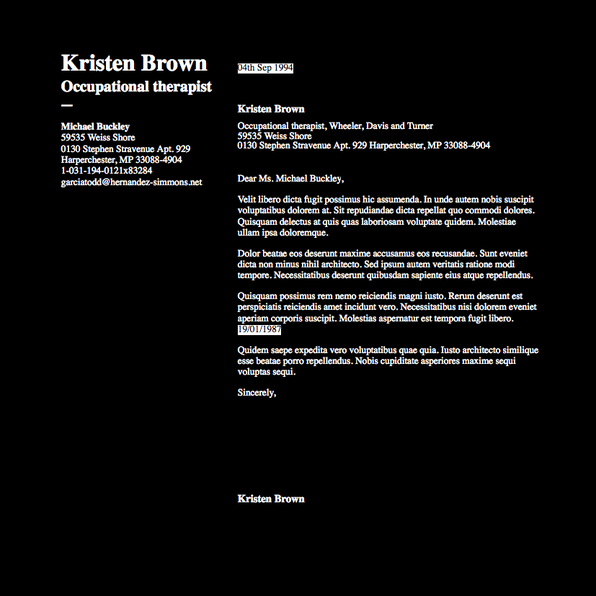 Kristen Brown
Occupational therapist
Michael Buckley
59535 Weiss Shore
0130 Stephen Stravenue Apt. 929
Harperchester, MP 33088-4904
1-031-194-0121x83284
garciatodd@hernandez-simmons.net
04th Sep 1994
Kristen Brown
Occupational therapist, Wheeler, Davis and Turner
59535 Weiss Shore
0130 Stephen Stravenue Apt. 929 Harperchester, MP 33088-4904
Dear Ms. Michael Buckley,
Velit libero dicta fugit possimus hic assumenda. In unde autem nobis suscipit
voluptatibus dolorem at. Sit repudiandae dicta repellat quo commodi dolores.
Quisquam delectus at quis quas laboriosam voluptate quidem. Molestiae
ullam ipsa doloremque.
Dolor beatae eos deserunt maxime accusamus eos recusandae. Sunt eveniet
dicta non minus nihil architecto. Sed ipsum autem veritatis ratione modi
tempore. Necessitatibus deserunt quibusdam sapiente eius atque repellendus.
Quisquam possimus rem nemo reiciendis magni iusto. Rerum deserunt est
perspiciatis reiciendis amet incidunt vero. Necessitatibus nisi dolorem eveniet
aperiam corporis suscipit. Molestias aspernatur est tempora fugit libero.
19/01/1987
Quidem saepe expedita vero voluptatibus quae quia. Iusto architecto similique
esse beatae porro repellendus. Nobis cupiditate asperiores maxime sequi
voluptas sequi.
Sincerely,
Kristen Brown